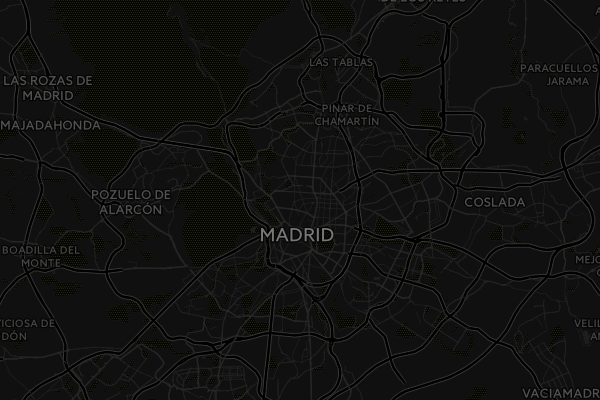 LAS TABLAS
LAS ROZAS DE
MADRID
PARACUELLOS
JARAMA
PINAR DE
CHAMARTÍN
MAJADAHONDA
POZUELO DE
ALARCÓN
COSLADA
MADRID
BOADILLA DEL
MONTE
MEJO
VICIOSA DE
DÓN
VELIL
VACIAMADR